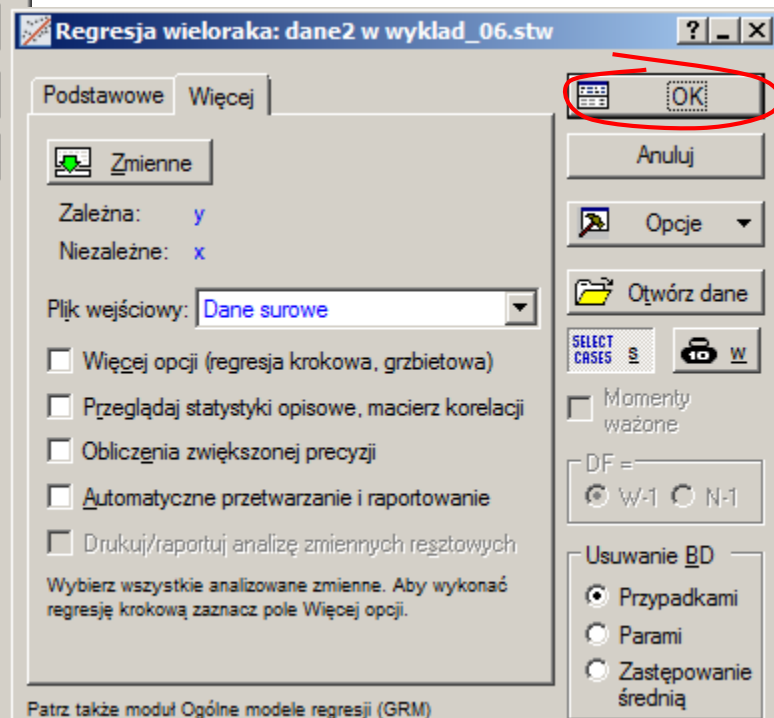 Regresja wieloraka: dane2 w wyklad_06.stw
Podstawowe Więcej
Zmienne
Zależna: y
Niezależne: x
Plik wejściowy: Dane surowe
Więcej opcji (regresja krokowa, grzbietowa)
Przeglądaj statystyki opisowe, macierz korelacji
Obliczenia zwiększonej precyzji
Automatyczne przetwarzanie i raportowanie
Drukuj/raportuj analizę zmiennych resztowych
Wybierz wszystkie analizowane zmienne. Aby wykonać
regresję krokową zaznacz pole Więcej opcji.
Patrz także moduł Ogólne modele regresji (GRM)
OK
Anuluj
Opcje
Otwórz dane
SELECT
CASES S w
Momenty
ważone
DF =
W-1 N-1
Usuwanie BD
Przypadkami
Parami
Zastępowanie
średnią